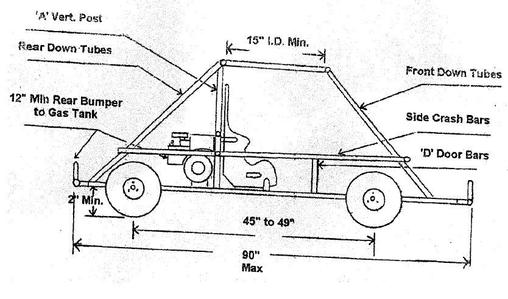 'A' Vert. Post
15" I.D. Min.
Rear Down Tubes
Front Down Tubes
12" Min Rear Bumper
to Gas Tank
Side Crash Bars
'D' Door Bars
2" Min.
45" to 49"
90"
Max